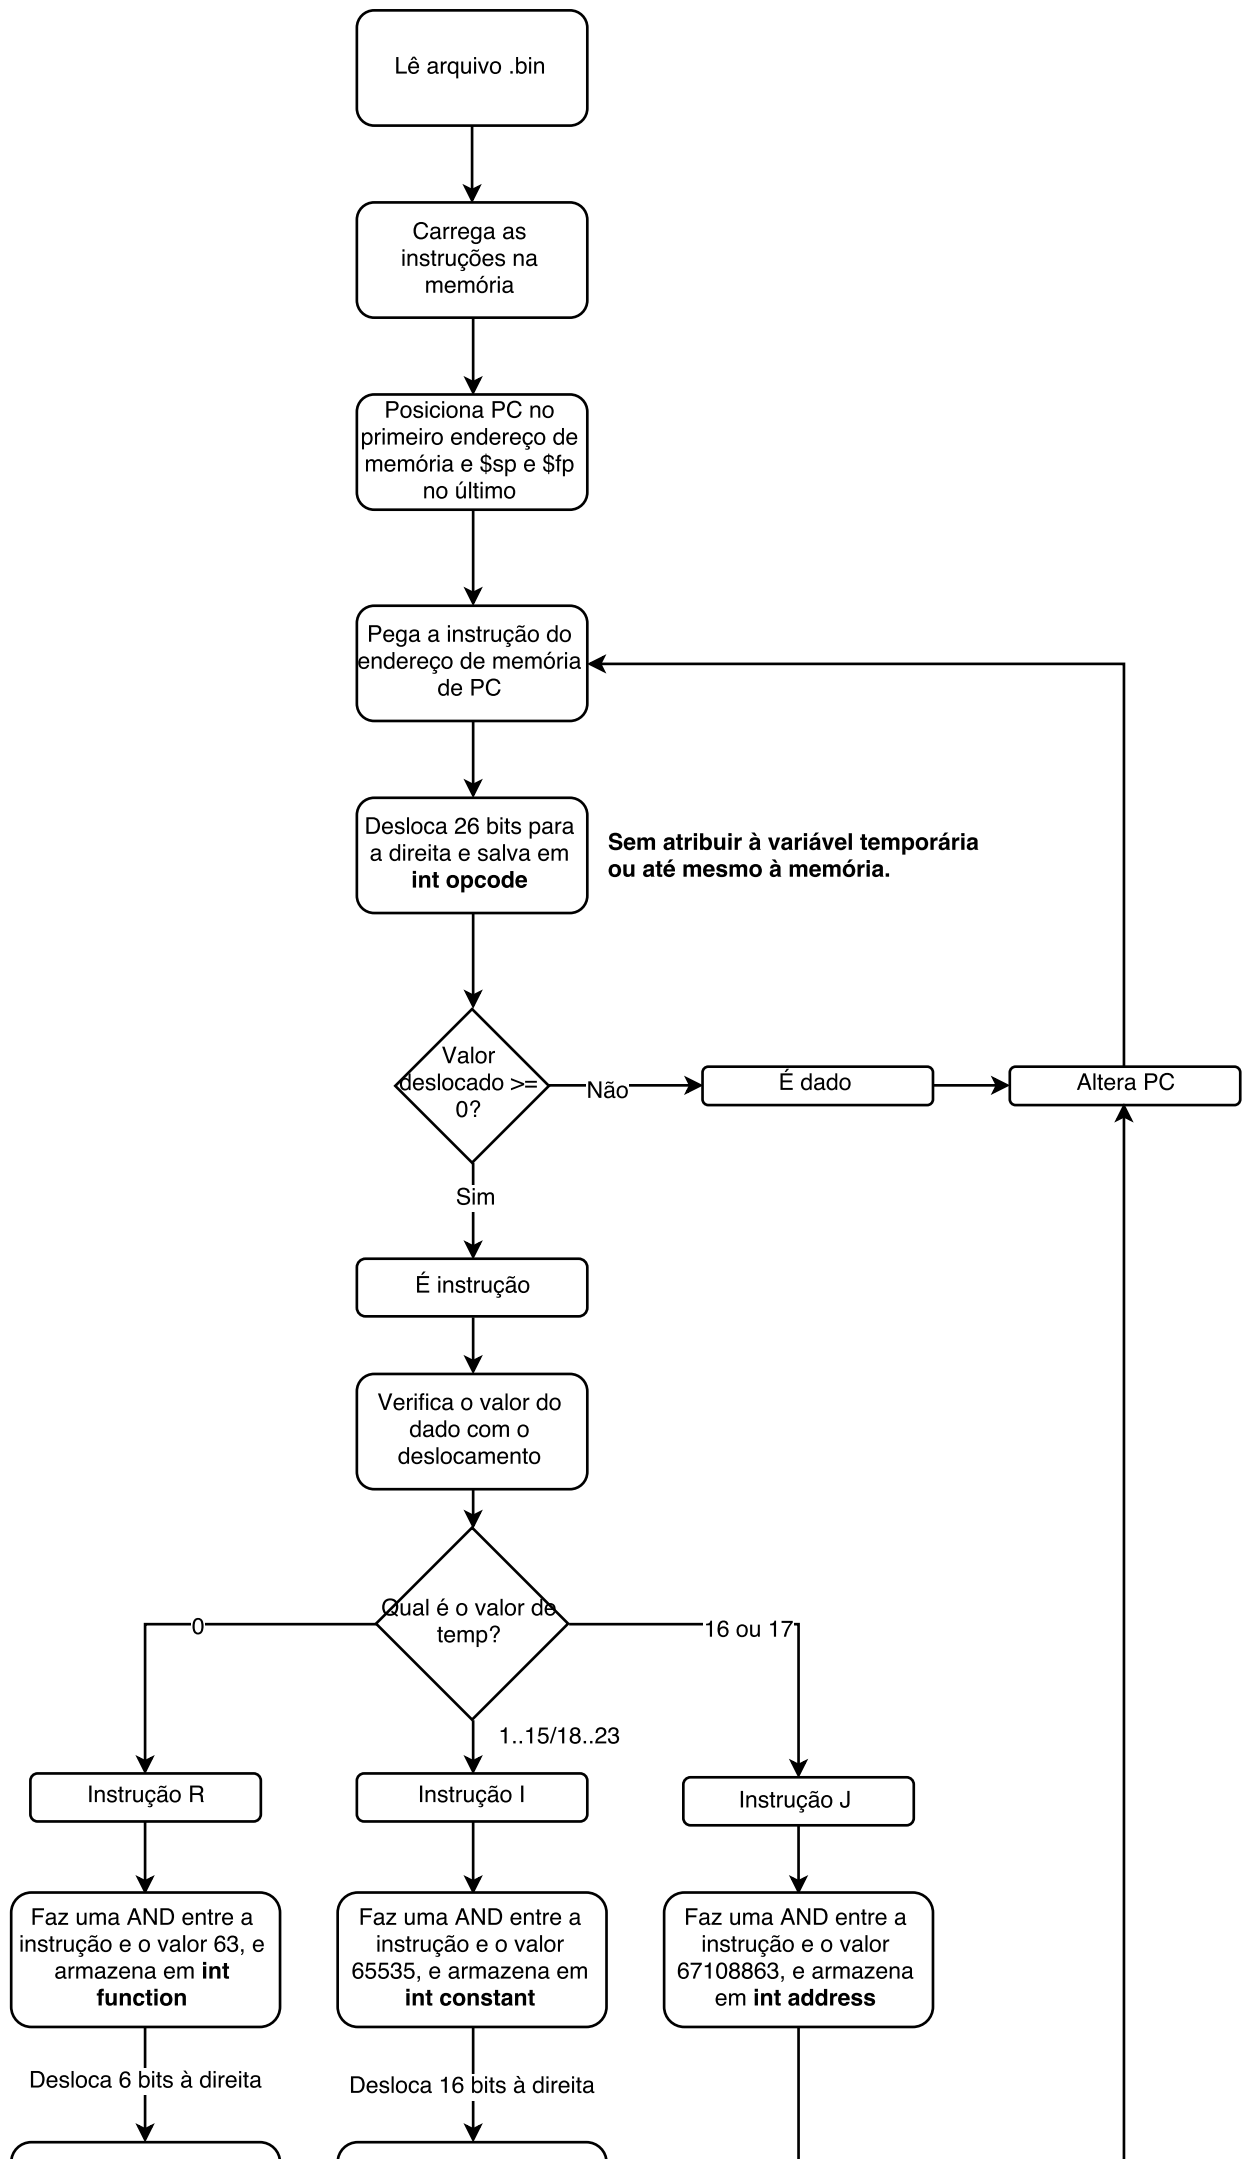 Lê arquivo .bin
Carrega as
instruções na
memória
Posiciona PC no
primeiro endereço de
memória e $sp e $fp
no último
Pega a instrução do
endereço de memória
de PC
Desloca 26 bits para
a direita e salva em
int opcode
Sem atribuir à variável temporária
ou até mesmo à memória.
Valor
deslocado >=
0?
Não
É dado
Altera PC
Sim
É instrução
Verifica o valor do
dado com o
deslocamento
Qual é o valor de
temp?
0
16 ou 17
1..15/18..23
Instrução R
Instrução I
Instrução J
Faz uma AND entre a
instrução e o valor 63, e
armazena em int
function
Faz uma AND entre a
instrução e o valor
65535, e armazena em
int constant
Faz uma AND entre a
instrução e o valor
67108863, e armazena
em int address
Desloca 6 bits à direita
Desloca 16 bits à direita